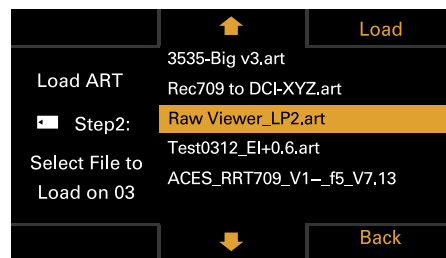 Load
Load ART
Step2:
Select File to
Load on 03
3535-Big v3.art
Rec709 to DCI-XYZ.art
Raw Viewer_LP2.art
Test0312_EI+0.6.art
ACES_RRT709_V1–_f5_V7.13
Back